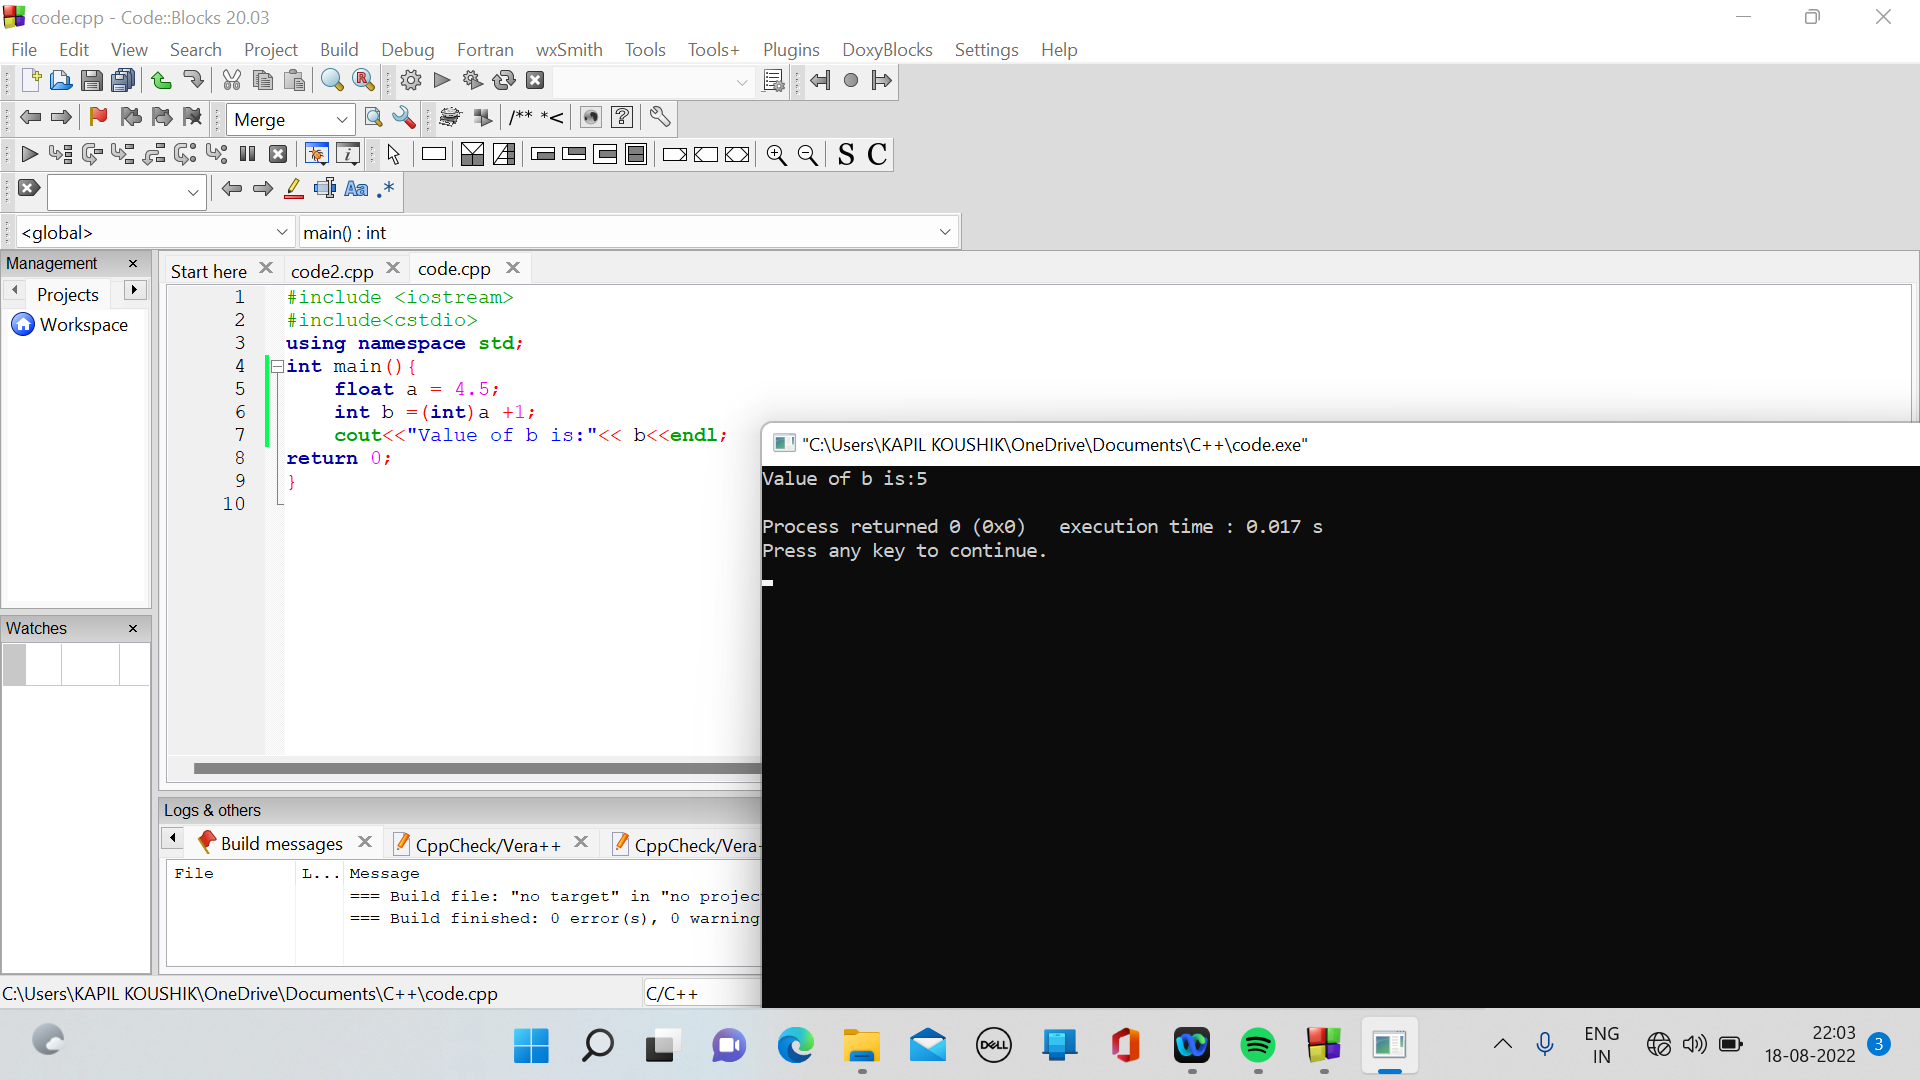 code.cpp - Code::Blocks 20.03
File Edit View Search Project Build Debug Fortran wxSmith Tools Tools+ Plugins DoxyBlocks Settings Help
Merge /** *<
S C
Aa .*
<global> main() : int
Management
Start here code2.cpp code.cpp
Projects
Workspace
1 #include <iostream>
2 #include<cstdio>
3 using namespace std;
4 int main(){
5 float a = 4.5;
6 int b =(int)a +1;
7 cout<<"Value of b is:"<< b<<endl;
8 return 0;
9 }
10
"C:\Users\KAPIL KOUSHIK\OneDrive\Documents\C++\code.exe"
Value of b is:5
Process returned 0 (0x0) execution time : 0.017 s
Press any key to continue.
Watches
Logs & others
Build messages CppCheck/Vera++ CppCheck/Vera-
File L... Message
=== Build file: "no target" in "no projec
=== Build finished: 0 error(s), 0 warning
C:\Users\KAPIL KOUSHIK\OneDrive\Documents\C++\code.cpp C/C++
DELL
ENG
IN
22:03
18-08-2022
3